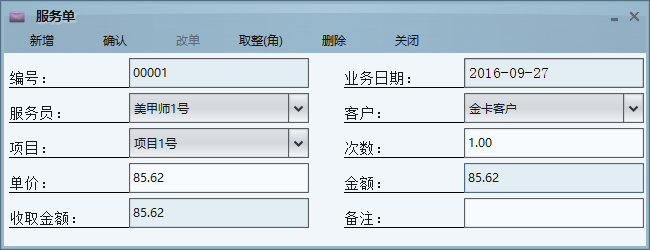 服务单
新增 确认 改单 取整(角) 删除 关闭
编号： 00001 业务日期： 2016-09-27
服务员： 美甲师1号 客户： 金卡客户
项目： 项目1号 次数： 1.00
单价： 85.62 金额： 85.62
收取金额： 85.62 备注：